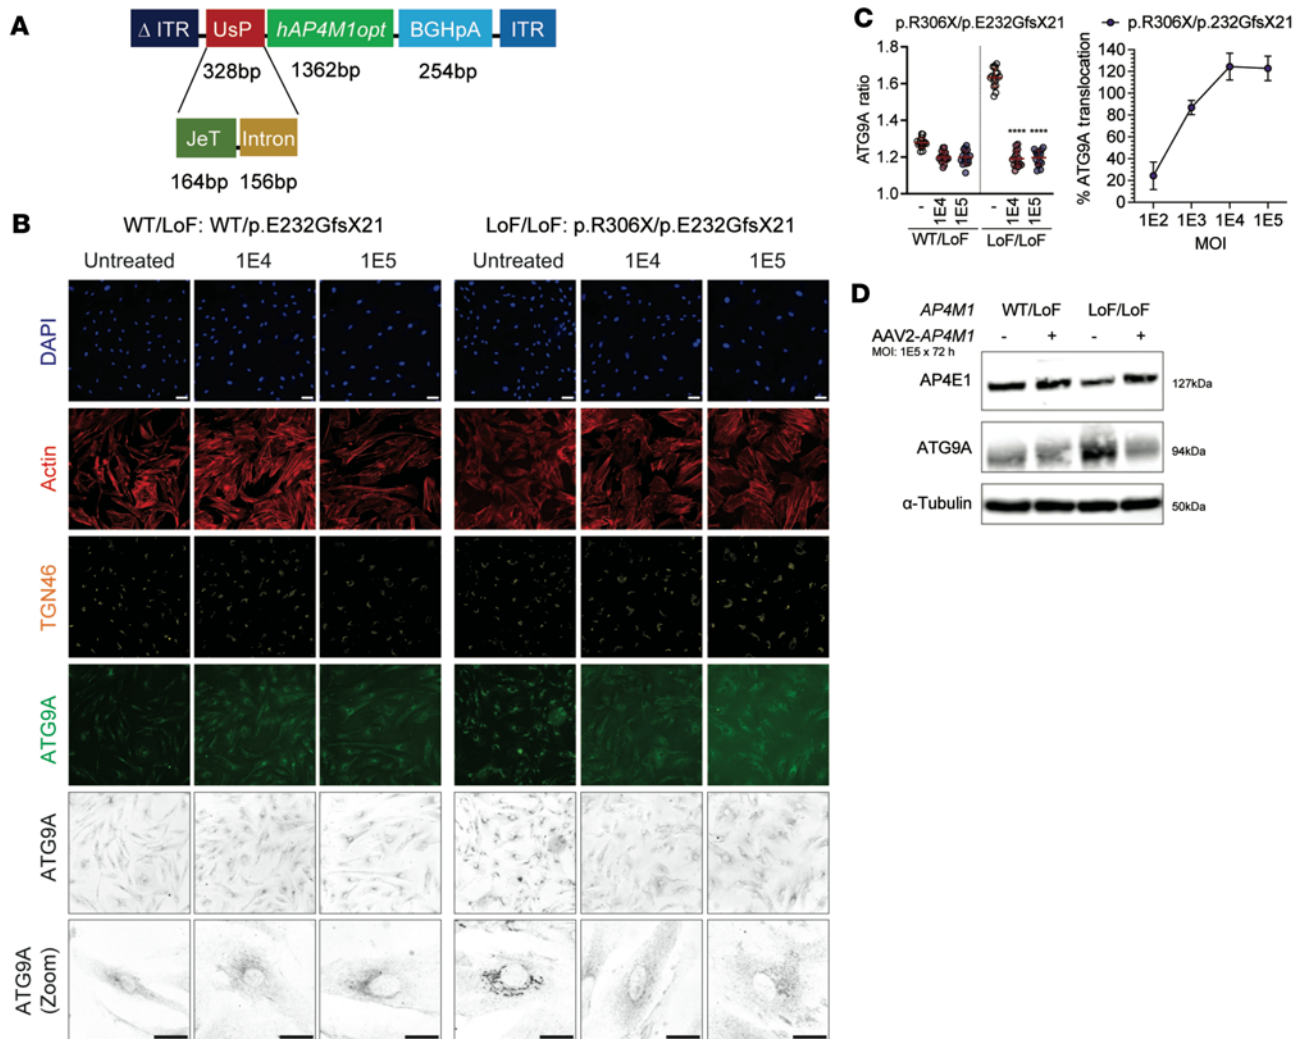 A
Δ ITR
UsP
hAP4M1opt
BGHpA
ITR
328bp
1362bp
254bp
JeT
Intron
164bp
156bp
B
WT/LoF: WT/p.E232GfsX21
LoF/LoF: p.R306X/p.E232GfsX21
Untreated
1E4
1E5
Untreated
1E4
1E5
DAPI
Actin
TGN46
ATG9A
ATG9A
ATG9A
(Zoom)
C
p.R306X/p.E232GfsX21
ATG9A ratio
1.8
1.6
1.4
1.2
1.0
****
****
-
1E4
1E5
-
1E4
1E5
WT/LoF
LoF/LoF
p.R306X/p.232GfsX21
% ATG9A translocation
140
120
100
80
60
40
20
0
1E2
1E3
1E4
1E5
MOI
D
AP4M1
WT/LoF
LoF/LoF
AAV2-AP4M1
- + - +
MOI: 1E5 x 72 h
AP4E1
127kDa
ATG9A
94kDa
α-Tubulin
50kDa